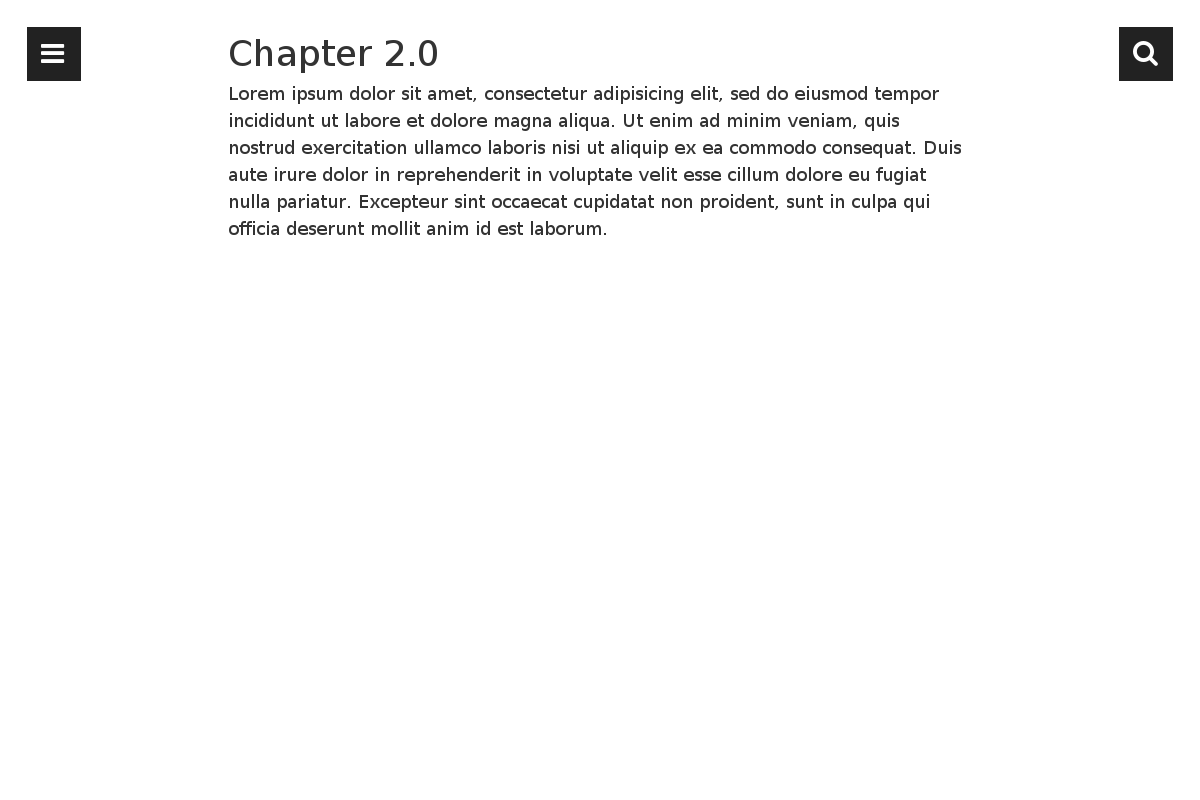 Chapter 2.0
Lorem ipsum dolor sit amet, consectetur adipisicing elit, sed do eiusmod tempor
incididunt ut labore et dolore magna aliqua. Ut enim ad minim veniam, quis
nostrud exercitation ullamco laboris nisi ut aliquip ex ea commodo consequat. Duis
aute irure dolor in reprehenderit in voluptate velit esse cillum dolore eu fugiat
nulla pariatur. Excepteur sint occaecat cupidatat non proident, sunt in culpa qui
officia deserunt mollit anim id est laborum.